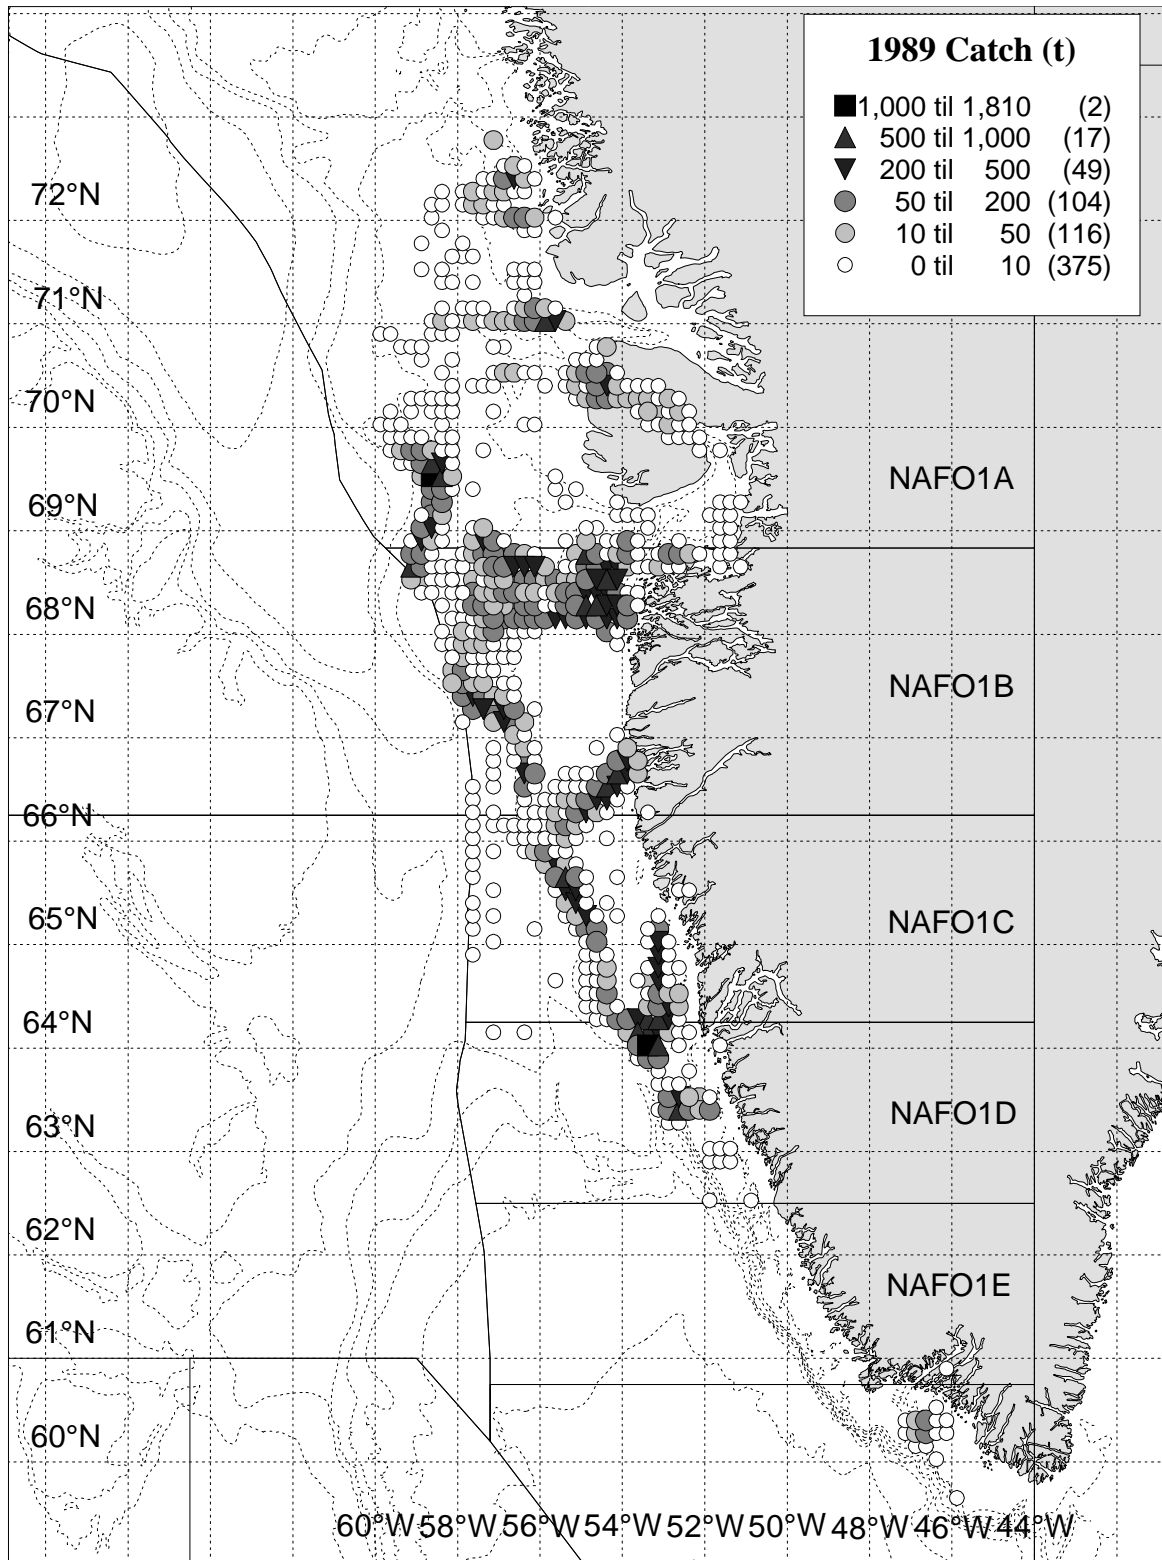 1989 Catch (t)
1,000 til 1,810 (2)
500 til 1,000 (17)
200 til 500 (49)
50 til 200 (104)
10 til 50 (116)
0 til 10 (375)
72°N
71°N
70°N
NAFO1A
69°N
68°N
NAFO1B
67°N
66°N
NAFO1C
65°N
64°N
NAFO1D
63°N
62°N
NAFO1E
61°N
60°N
60°W 58°W 56°W 54°W 52°W 50°W 48°W 46°W 44°W